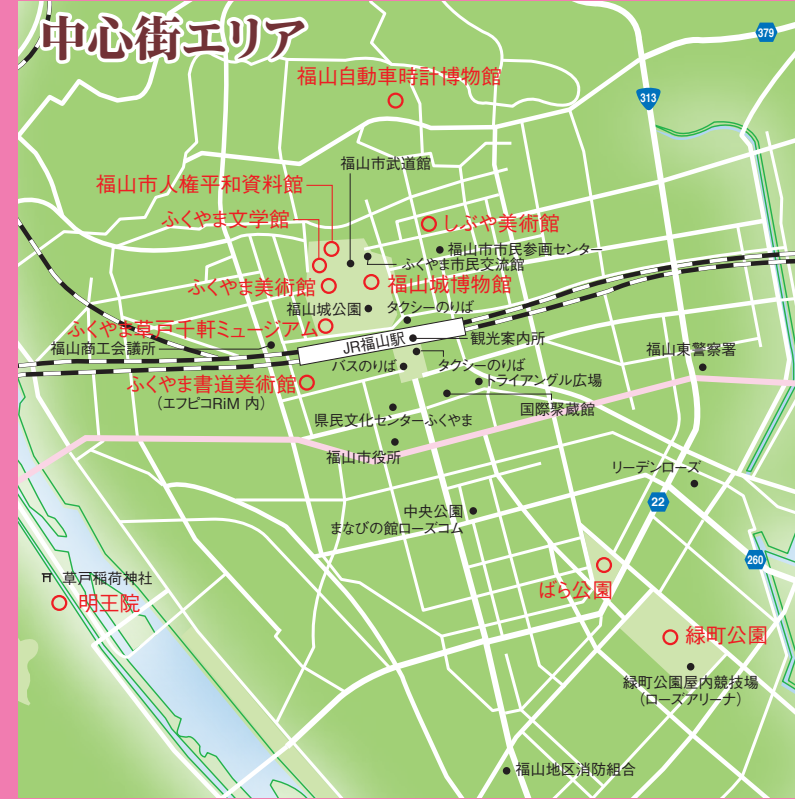 中心街エリア
379
313
福山自動車時計博物館
福山市武道館
福山市人権平和資料館
ふくやま文学館
しぶや美術館
福山市市民参画センター
ふくやま市民交流館
ふくやま美術館
福山城博物館
福山城公園
タクシーのりば
ふくやま草戸千軒ミュージアム
福山商工会議所
JR福山駅
観光案内所
福山東警察署
バスのりば
タクシーのりば
トライアングル広場
ふくやま書道美術館
(エフピコRiM 内)
国際聚蔵館
県民文化センターふくやま
福山市役所
リーデンローズ
22
中央公園
まなびの館ローズコム
260
草戸稲荷神社
明王院
ばら公園
緑町公園
緑町公園屋内競技場
(ローズアリーナ)
福山地区消防組合